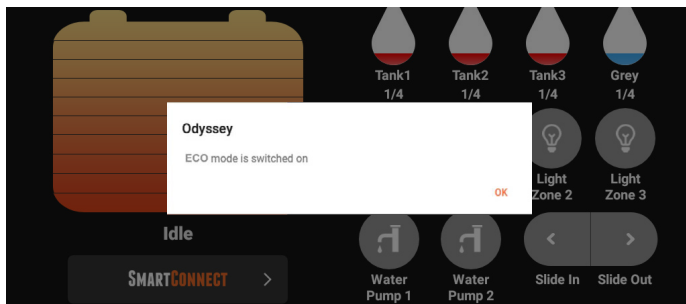 Tank1 Tank2 Tank3 Grey
1/4 1/4 1/4 1/4
Odyssey
ECO mode is switched on
OK
Light Zone 2
Light Zone 3
Idle
SMARTCONNECT
Water Pump 1
Water Pump 2
Slide In
Slide Out